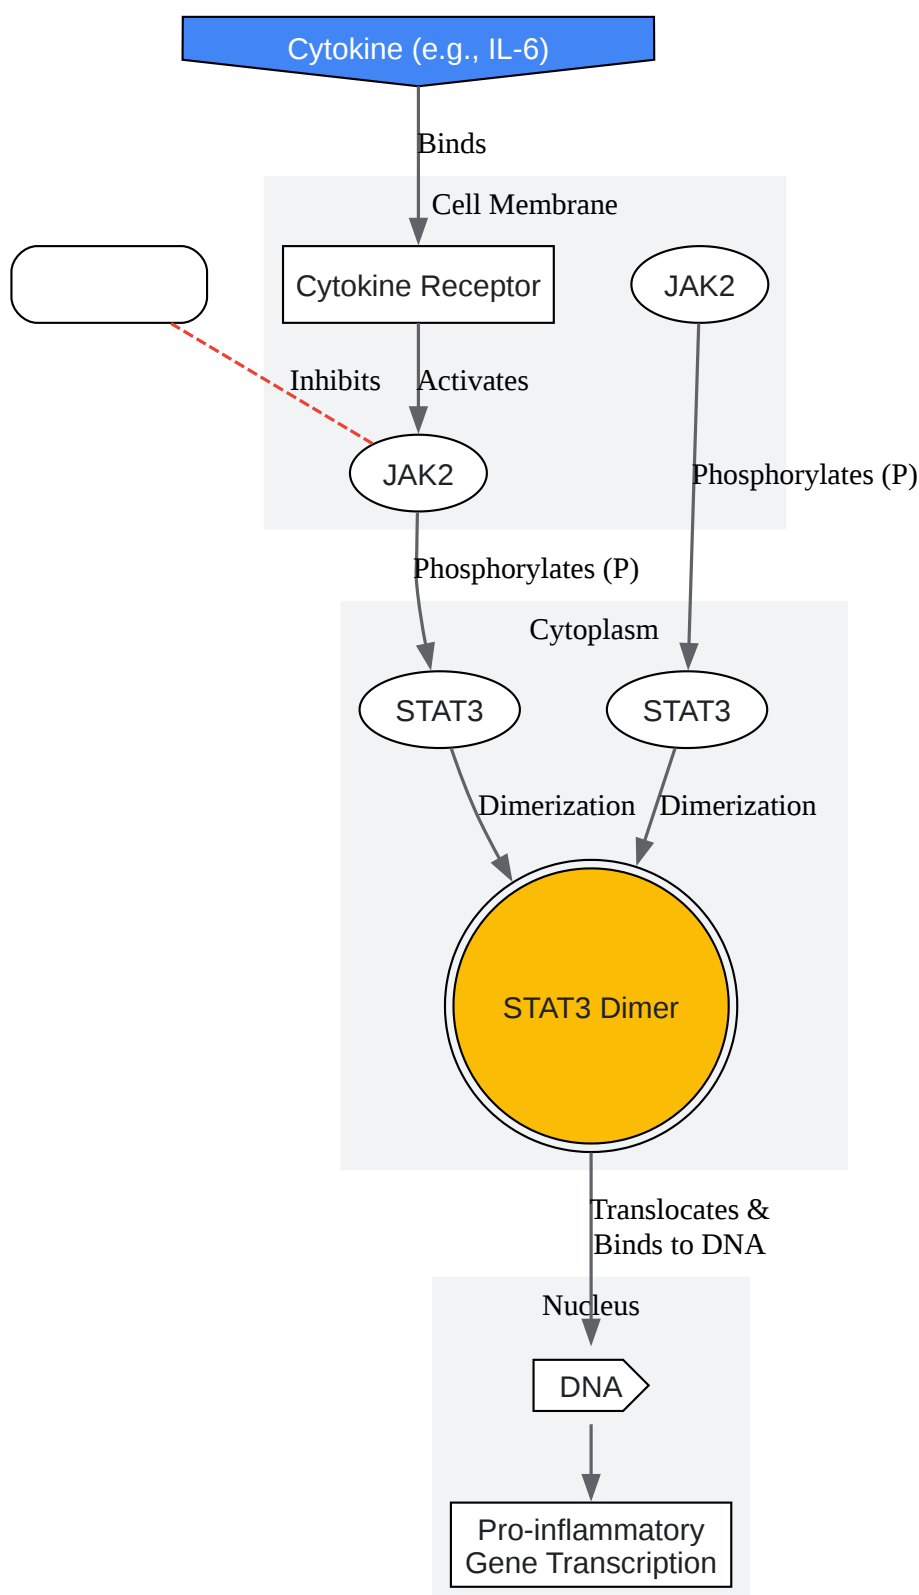 Cytokine (e.g., IL-6)
Binds
Cell Membrane
Cytokine Receptor
JAK2
Inhibits
Activates
JAK2
Phosphorylates (P)
Phosphorylates (P)
Cytoplasm
STAT3
STAT3
Dimerization
Dimerization
STAT3 Dimer
Translocates &
Binds to DNA
Nucleus
DNA
Pro-inflammatory
Gene Transcription